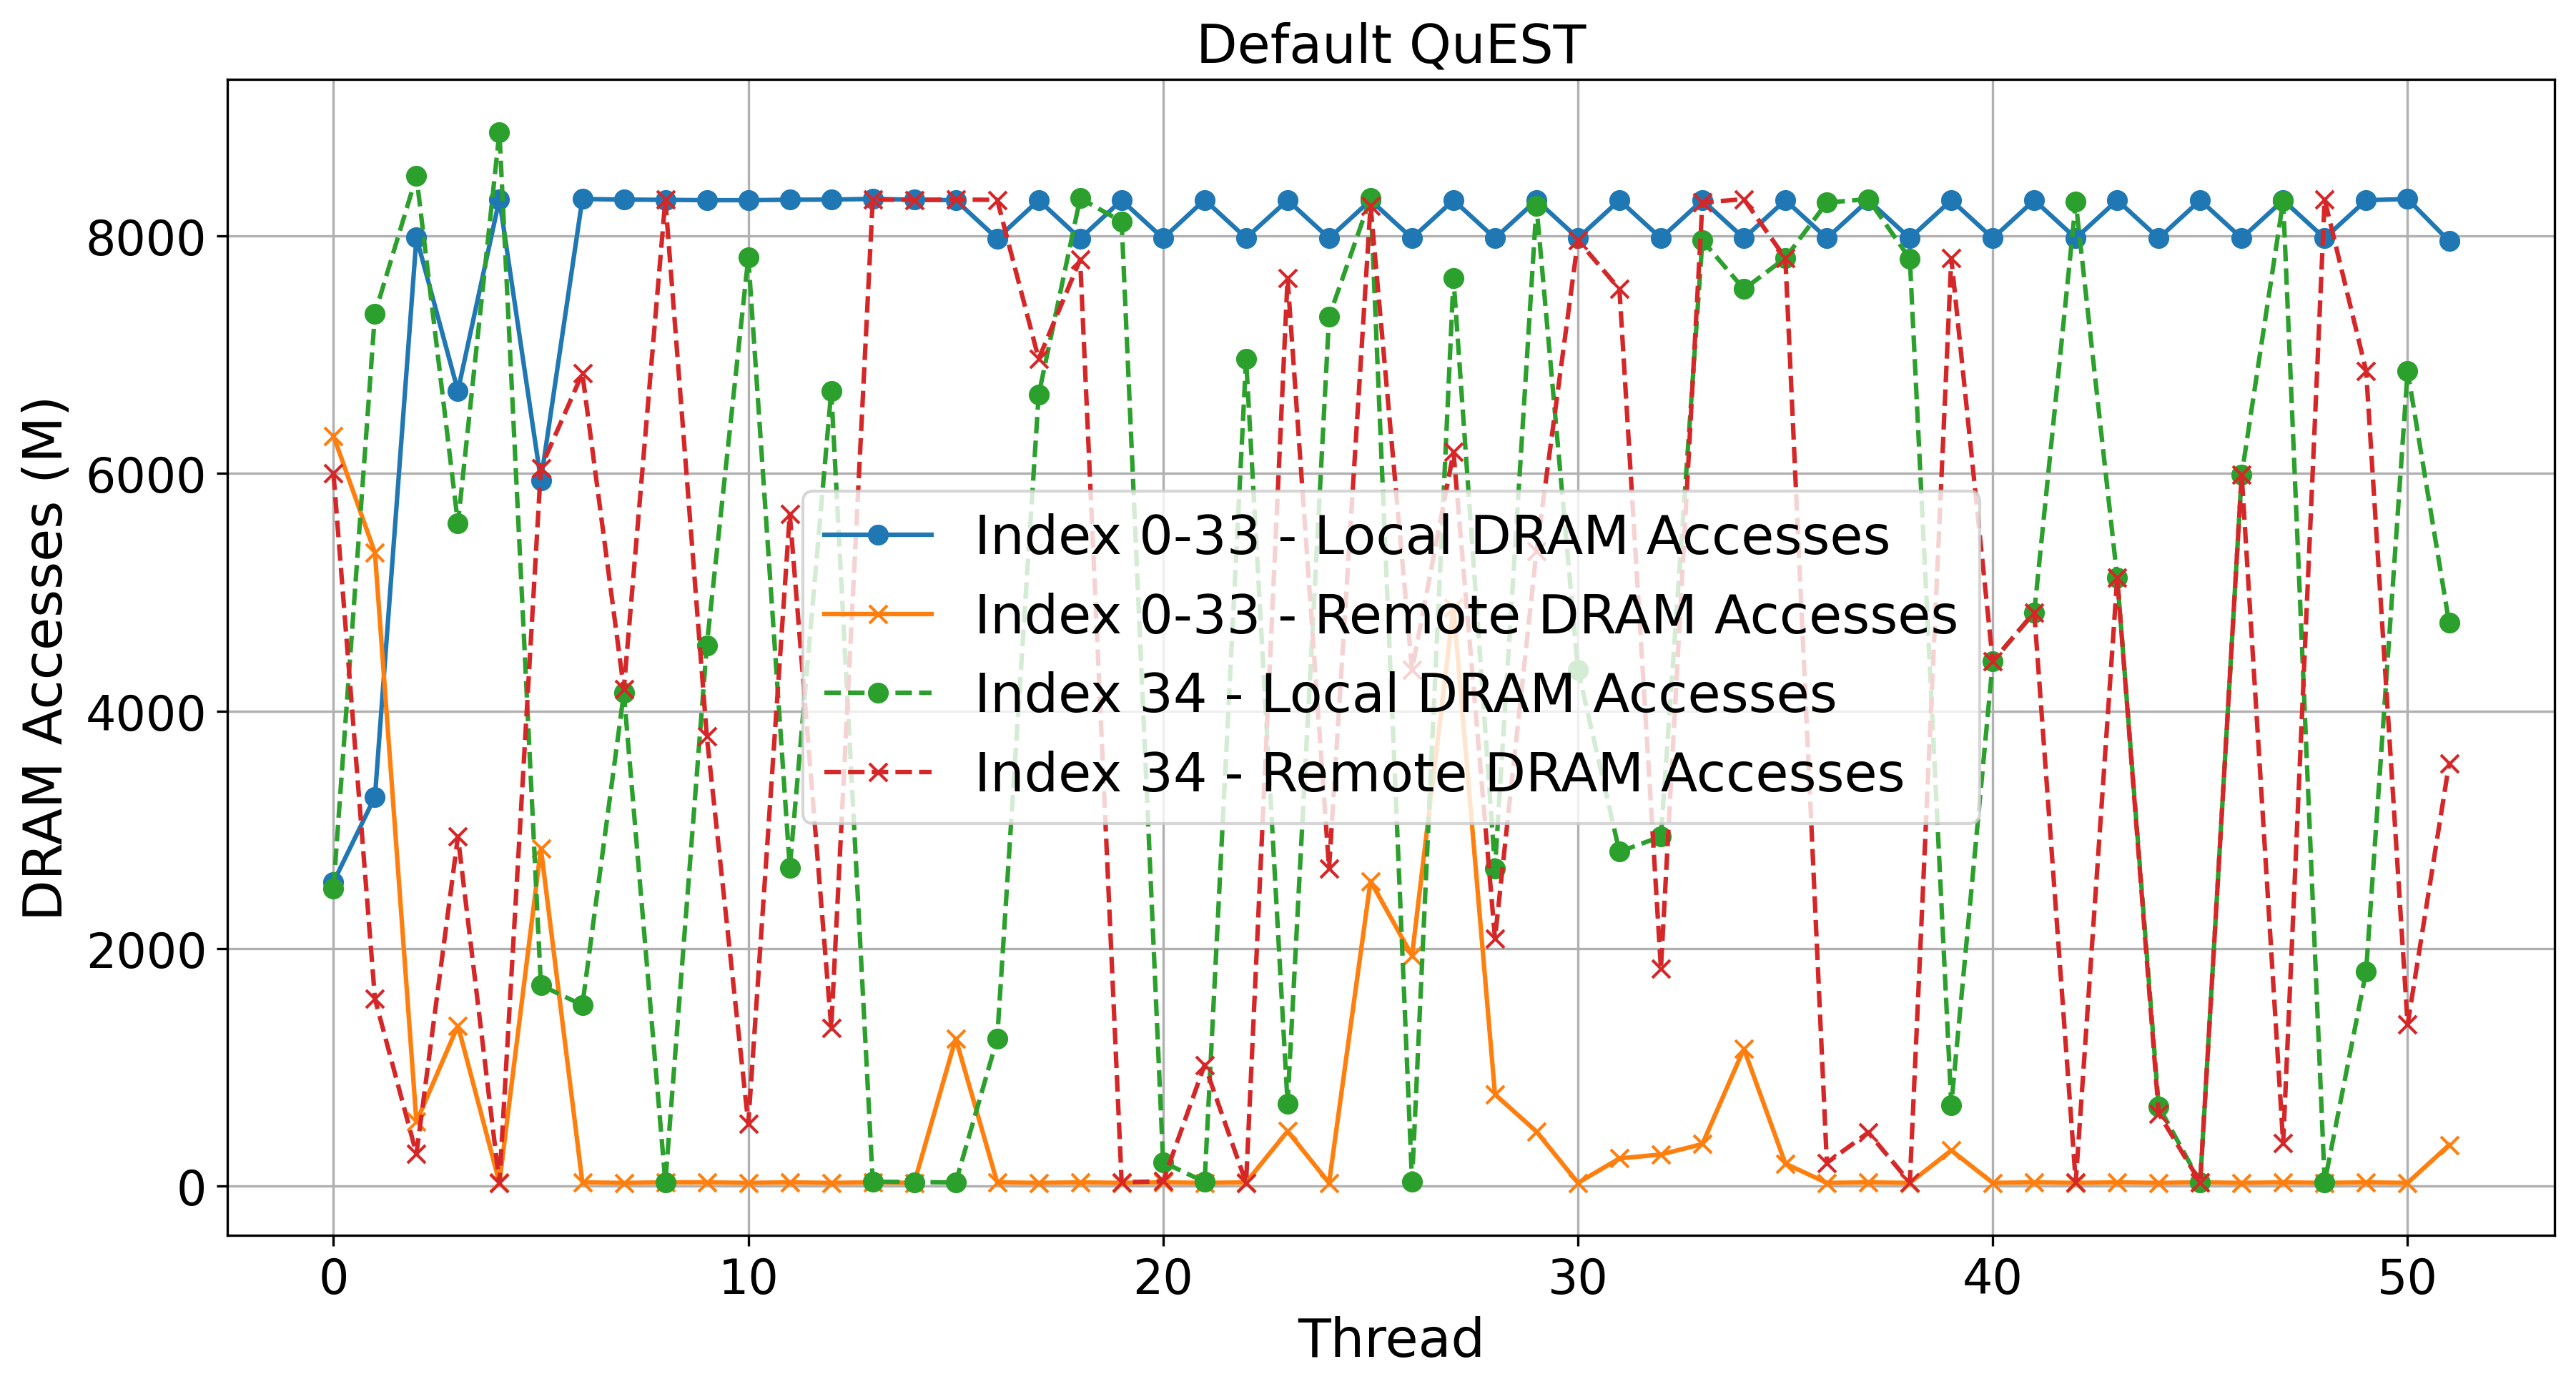 Default QuEST
DRAM Accesses (M)
8000
6000
4000
2000
0
Index 0-33 - Local DRAM Accesses
Index 0-33 - Remote DRAM Accesses
Index 34 - Local DRAM Accesses
Index 34 - Remote DRAM Accesses
0 10 20 30 40 50
Thread